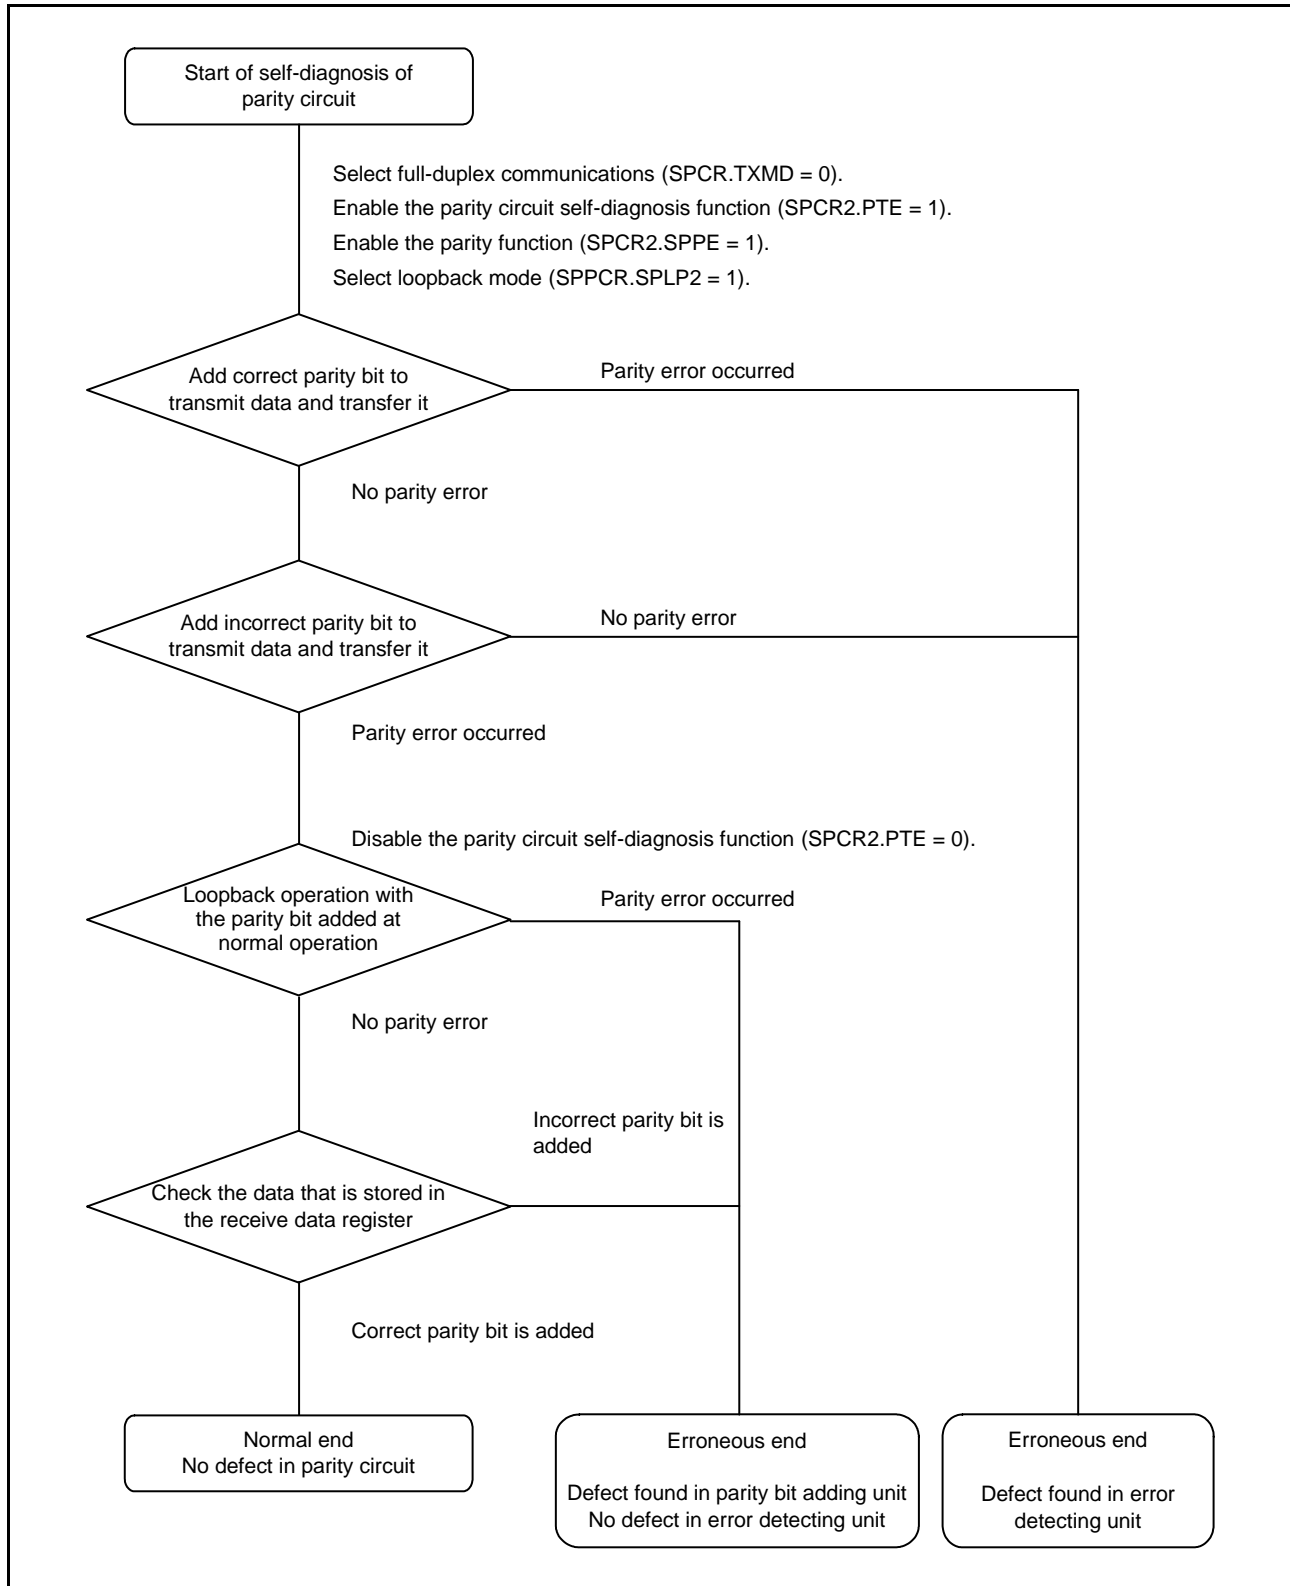 Start of self-diagnosis of
parity circuit
Select full-duplex communications (SPCR.TXMD = 0).
Enable the parity circuit self-diagnosis function (SPCR2.PTE = 1).
Enable the parity function (SPCR2.SPPE = 1).
Select loopback mode (SPPCR.SPLP2 = 1).
Add correct parity bit to
transmit data and transfer it
Parity error occurred
No parity error
Add incorrect parity bit to
transmit data and transfer it
No parity error
Parity error occurred
Disable the parity circuit self-diagnosis function (SPCR2.PTE = 0).
Loopback operation with
the parity bit added at
normal operation
Parity error occurred
No parity error
Incorrect parity bit is
added
Check the data that is stored in
the receive data register
Correct parity bit is added
Normal end
No defect in parity circuit
Erroneous end
Defect found in parity bit adding unit
No defect in error detecting unit
Erroneous end
Defect found in error
detecting unit